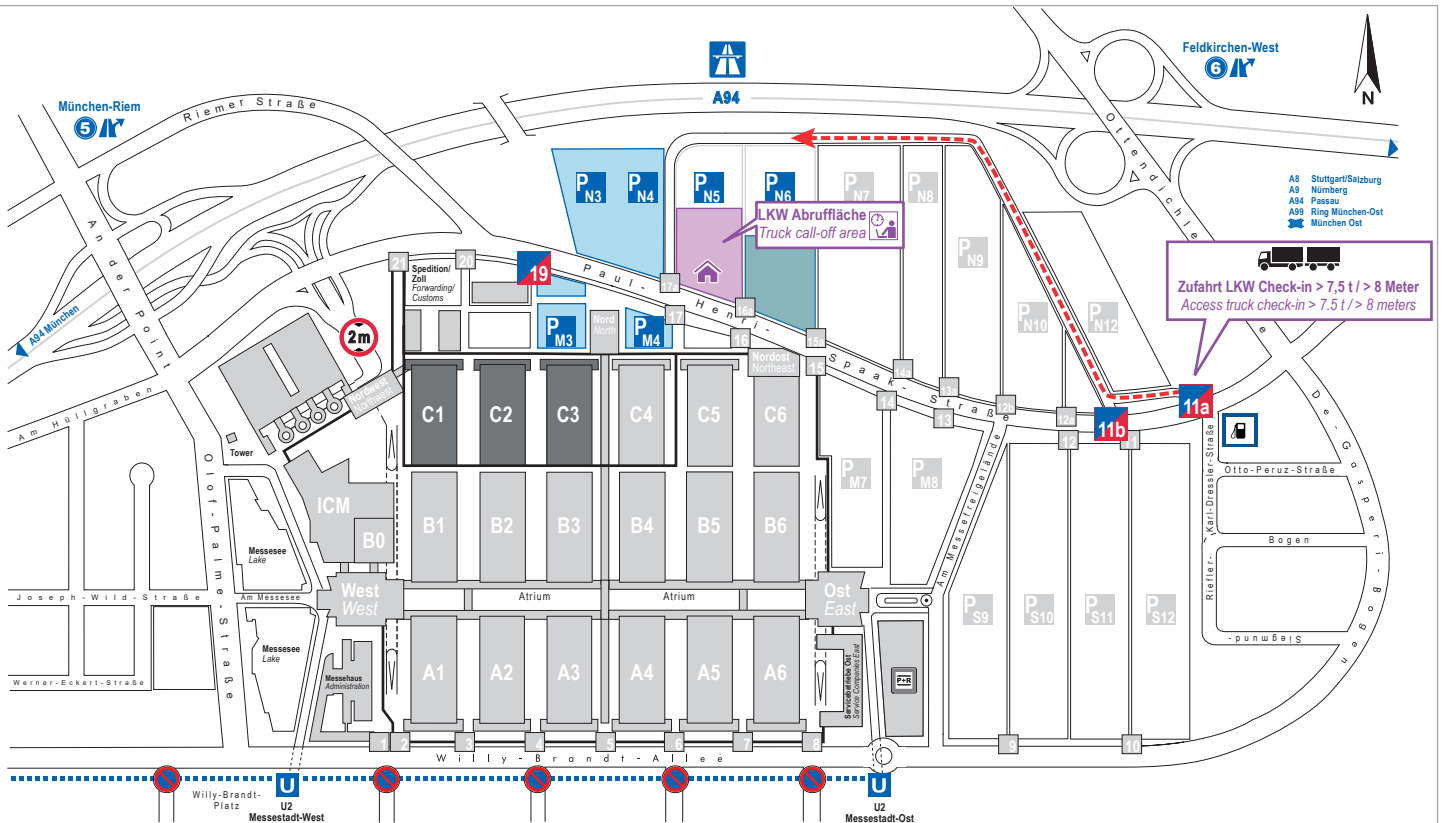 Feldkirchen-West
6
N
A94
München-Riem
5
Riemer Straße
Ottendichler Straße
An der Point
A94 München
A8 Stuttgart/Salzburg
A9 Nürnberg
A94 Passau
A99 Ring München-Ost
München Ost
P N3
P N4
P N5
P N6
P N7
P N8
P N9
P N10
P N12
LKW Abruffläche
Truck call-off area
Zufahrt LKW Check-in > 7,5 t / > 8 Meter
Access truck check-in > 7.5 t / > 8 meters
21
20
19
Spedition/
Zoll
Forwarding/
Customs
Paul-Henri-Spaak-Straße
17a
17
16a
16
15a
15
14a
14
13a
13
12b
12a
12
11b
11
11a
2m
P M3
P M4
Nord
North
Nordost
Northeast
Nordwest
Northwest
Am Hüllgraben
Tower
Olof-Palme-Straße
C1
C2
C3
C4
C5
C6
P M7
P M8
Am Messefreigelände
Karl-Dressler-Straße
Otto-Peruz-Straße
De-Gasperi-Bogen
ICM
B0
B1
B2
B3
B4
B5
B6
Messesee
Lake
Riefler-
Bogen
Joseph-Wild-Straße
Am Messesee
West
West
Atrium
Atrium
Ost
East
P S9
P S10
P S11
P S12
Siegmund-
Messesee
Lake
Werner-Eckert-Straße
Messehaus
Administration
A1
A2
A3
A4
A5
A6
Servicebetriebe Ost
Service Companies East
P+R
1
2
3
4
5
6
7
8
9
10
Willy-Brandt-Allee
Willy-Brandt-
Platz
U
U2
Messestadt-West
U
U2
Messestadt-Ost